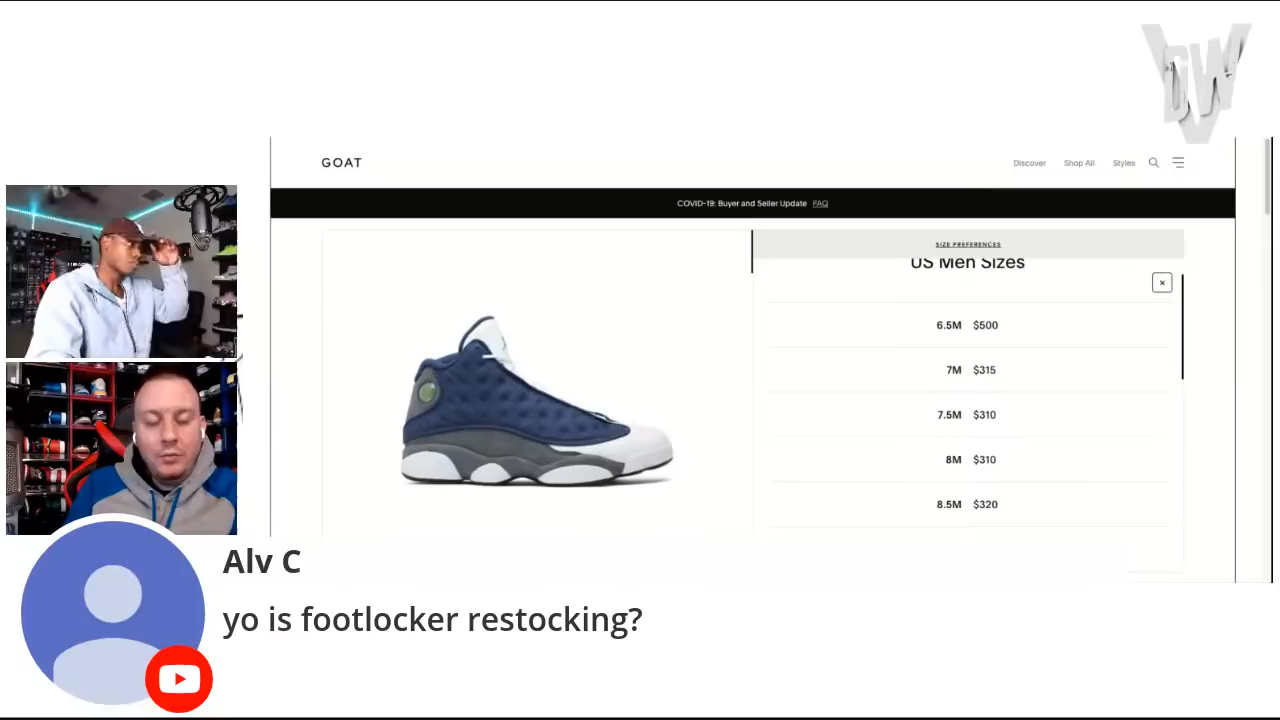 DCW
GOAT
Discover Shop All Styles
COVID-19: Buyer and Seller Update FAQ
SIZE PREFERENCES
US Men Sizes
×
6.5M $500
7M $315
7.5M $310
8M $310
8.5M $320
Alv C
yo is footlocker restocking?